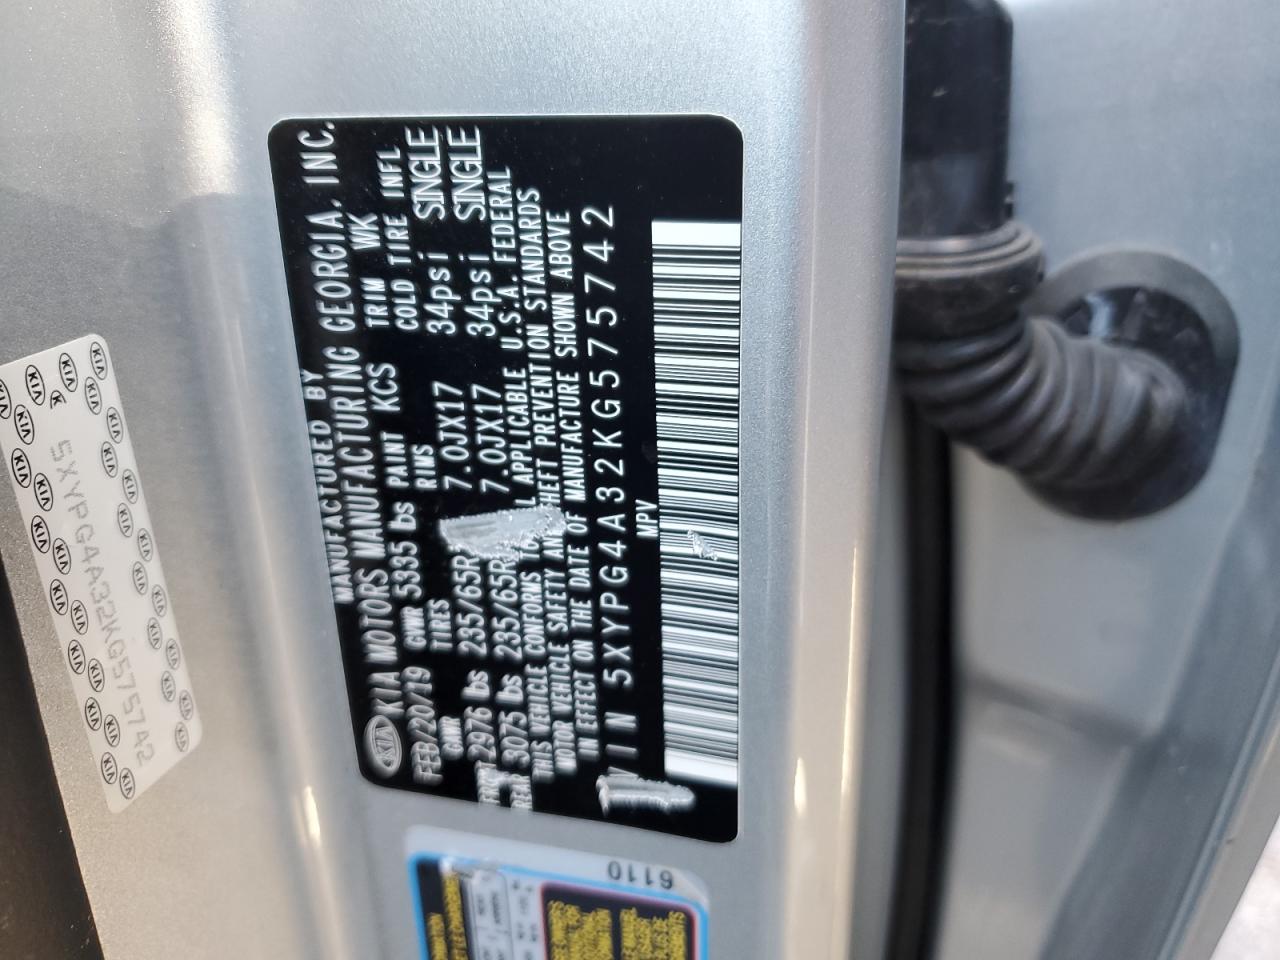 MANUFACTURED BY
KIA MOTORS MANUFACTURING GEORGIA, INC.
FEB/20/19 GVWR 5335 lbs PAINT KCS TRIM WK
GAWR TIRES RIMS COLD TIRE INFL
FRT 2976 lbs 235/65R 7.0JX17 34psi SINGLE
REAR 3075 lbs 235/65R 7.0JX17 34psi SINGLE
THIS VEHICLE CONFORMS TO ALL APPLICABLE U.S.A. FEDERAL
MOTOR VEHICLE SAFETY AND THEFT PREVENTION STANDARDS
IN EFFECT ON THE DATE OF MANUFACTURE SHOWN ABOVE
VIN 5XYPG4A32KG575742
MPV
5XYPG4A32KG575742
KIA
6110